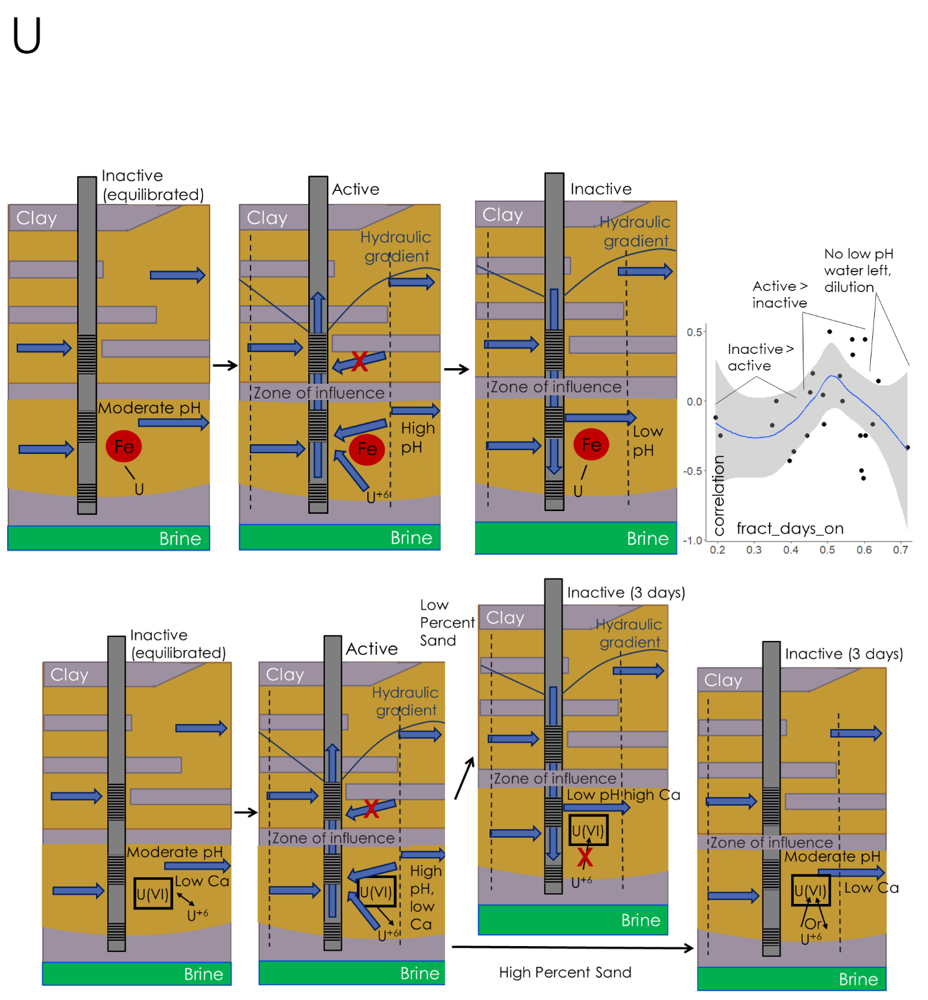 U
Inactive
(equilibrated)
Clay
Moderate pH
Fe
U
Brine
Active
Clay
Hydraulic
gradient
X
Zone of influence
High
pH
Fe
U+6
Brine
Inactive
Clay
Hydraulic
gradient
Zone of influence
Low
pH
Fe
U
Brine
No low pH
water left,
dilution
Active >
inactive
Inactive >
active
0.5
0.0
-0.5
-1.0
correlation
fract_days_on
0.2 0.3 0.4 0.5 0.6 0.7
Inactive
(equilibrated)
Clay
Moderate pH
Low Ca
U(VI)
U+6
Brine
Active
Clay
Hydraulic
gradient
X
Zone of influence
High
pH,
low
Ca
U(VI)
U+6
Brine
Low
Percent
Sand
Inactive (3 days)
Clay
Hydraulic
gradient
Zone of influence
Low pH high Ca
U(VI)
X
U+6
Brine
High Percent Sand
Inactive (3 days)
Clay
Zone of influence
Moderate pH
U(VI)
Low Ca
Or
U+6
Brine